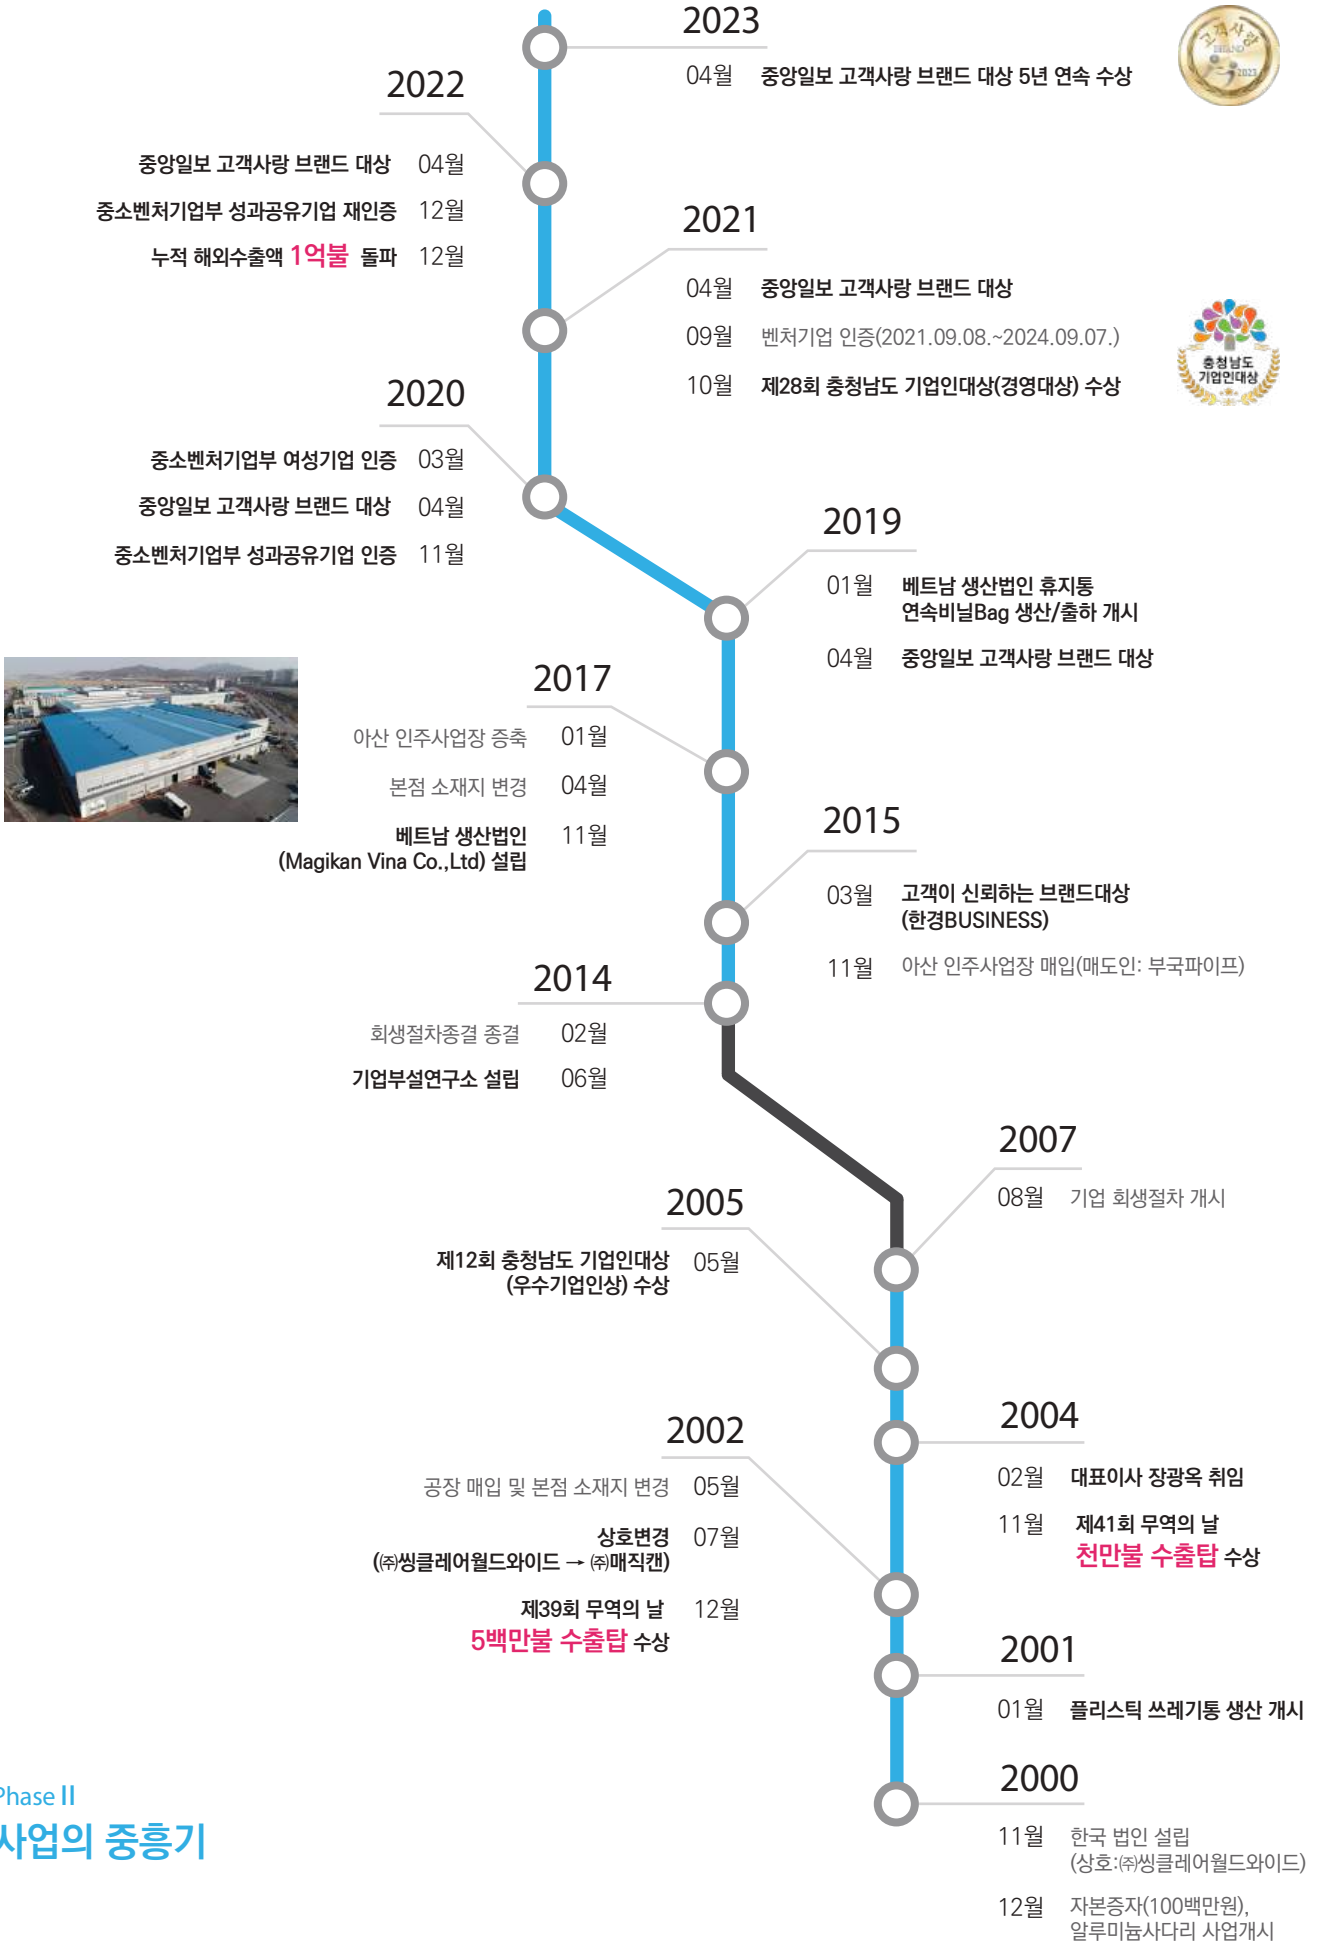 2023
04월 중앙일보 고객사랑 브랜드 대상 5년 연속 수상
고객사랑
BRAND
2023
2022
중앙일보 고객사랑 브랜드 대상 04월
중소벤처기업부 성과공유기업 재인증 12월
누적 해외수출액 1억불 돌파 12월
2021
04월 중앙일보 고객사랑 브랜드 대상
09월 벤처기업 인증(2021.09.08.~2024.09.07.)
10월 제28회 충청남도 기업인대상(경영대상) 수상
충청남도
기업인대상
2020
중소벤처기업부 여성기업 인증 03월
중앙일보 고객사랑 브랜드 대상 04월
중소벤처기업부 성과공유기업 인증 11월
2019
01월 베트남 생산법인 휴지통
연속비닐Bag 생산/출하 개시
04월 중앙일보 고객사랑 브랜드 대상
2017
아산 인주사업장 증축 01월
본점 소재지 변경 04월
베트남 생산법인 11월
(Magikan Vina Co.,Ltd) 설립
2015
03월 고객이 신뢰하는 브랜드대상
(한경BUSINESS)
11월 아산 인주사업장 매입(매도인: 부국파이프)
2014
회생절차종결 종결 02월
기업부설연구소 설립 06월
2007
08월 기업 회생절차 개시
2005
제12회 충청남도 기업인대상 05월
(우수기업인상) 수상
2004
02월 대표이사 장광옥 취임
11월 제41회 무역의 날
천만불 수출탑 수상
2002
공장 매입 및 본점 소재지 변경 05월
상호변경 07월
(㈜씽클레어월드와이드 → ㈜매직캔)
제39회 무역의 날 12월
5백만불 수출탑 수상
2001
01월 플리스틱 쓰레기통 생산 개시
2000
11월 한국 법인 설립
(상호:㈜씽클레어월드와이드)
12월 자본증자(100백만원),
알루미늄사다리 사업개시
Phase II
사업의 중흥기